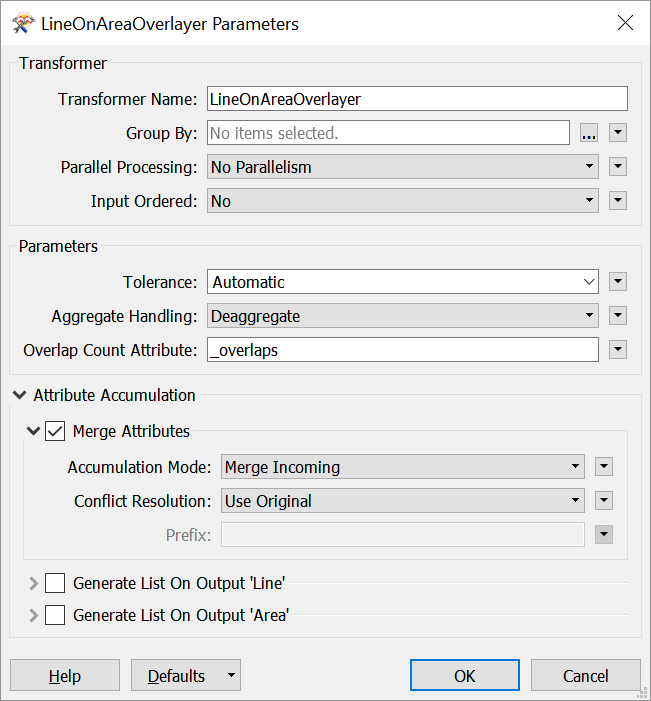 LineOnAreaOverlayer Parameters
Transformer
Transformer Name: LineOnAreaOverlayer
Group By: No items selected. ...
Parallel Processing: No Parallelism
Input Ordered: No
Parameters
Tolerance: Automatic
Aggregate Handling: Deaggregate
Overlap Count Attribute: _overlaps
Attribute Accumulation
Merge Attributes
Accumulation Mode: Merge Incoming
Conflict Resolution: Use Original
Prefix:
Generate List On Output 'Line'
Generate List On Output 'Area'
Help Defaults OK Cancel